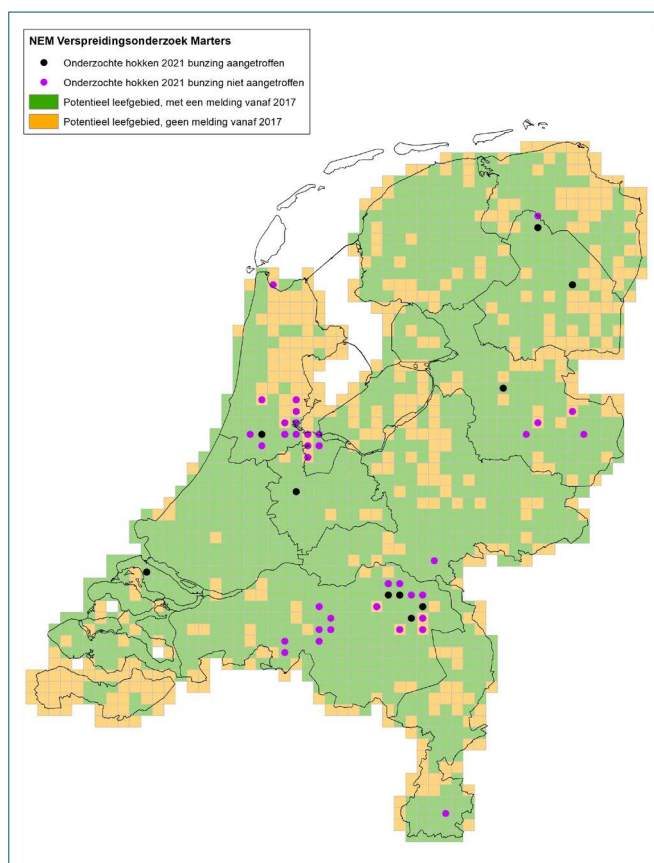 NEM Verspreidingsonderzoek Marters
Onderzochte hokken 2021 bunzing aangetroffen
Onderzochte hokken 2021 bunzing niet aangetroffen
Potentieel leefgebied, met een melding vanaf 2017
Potentieel leefgebied, geen melding vanaf 2017